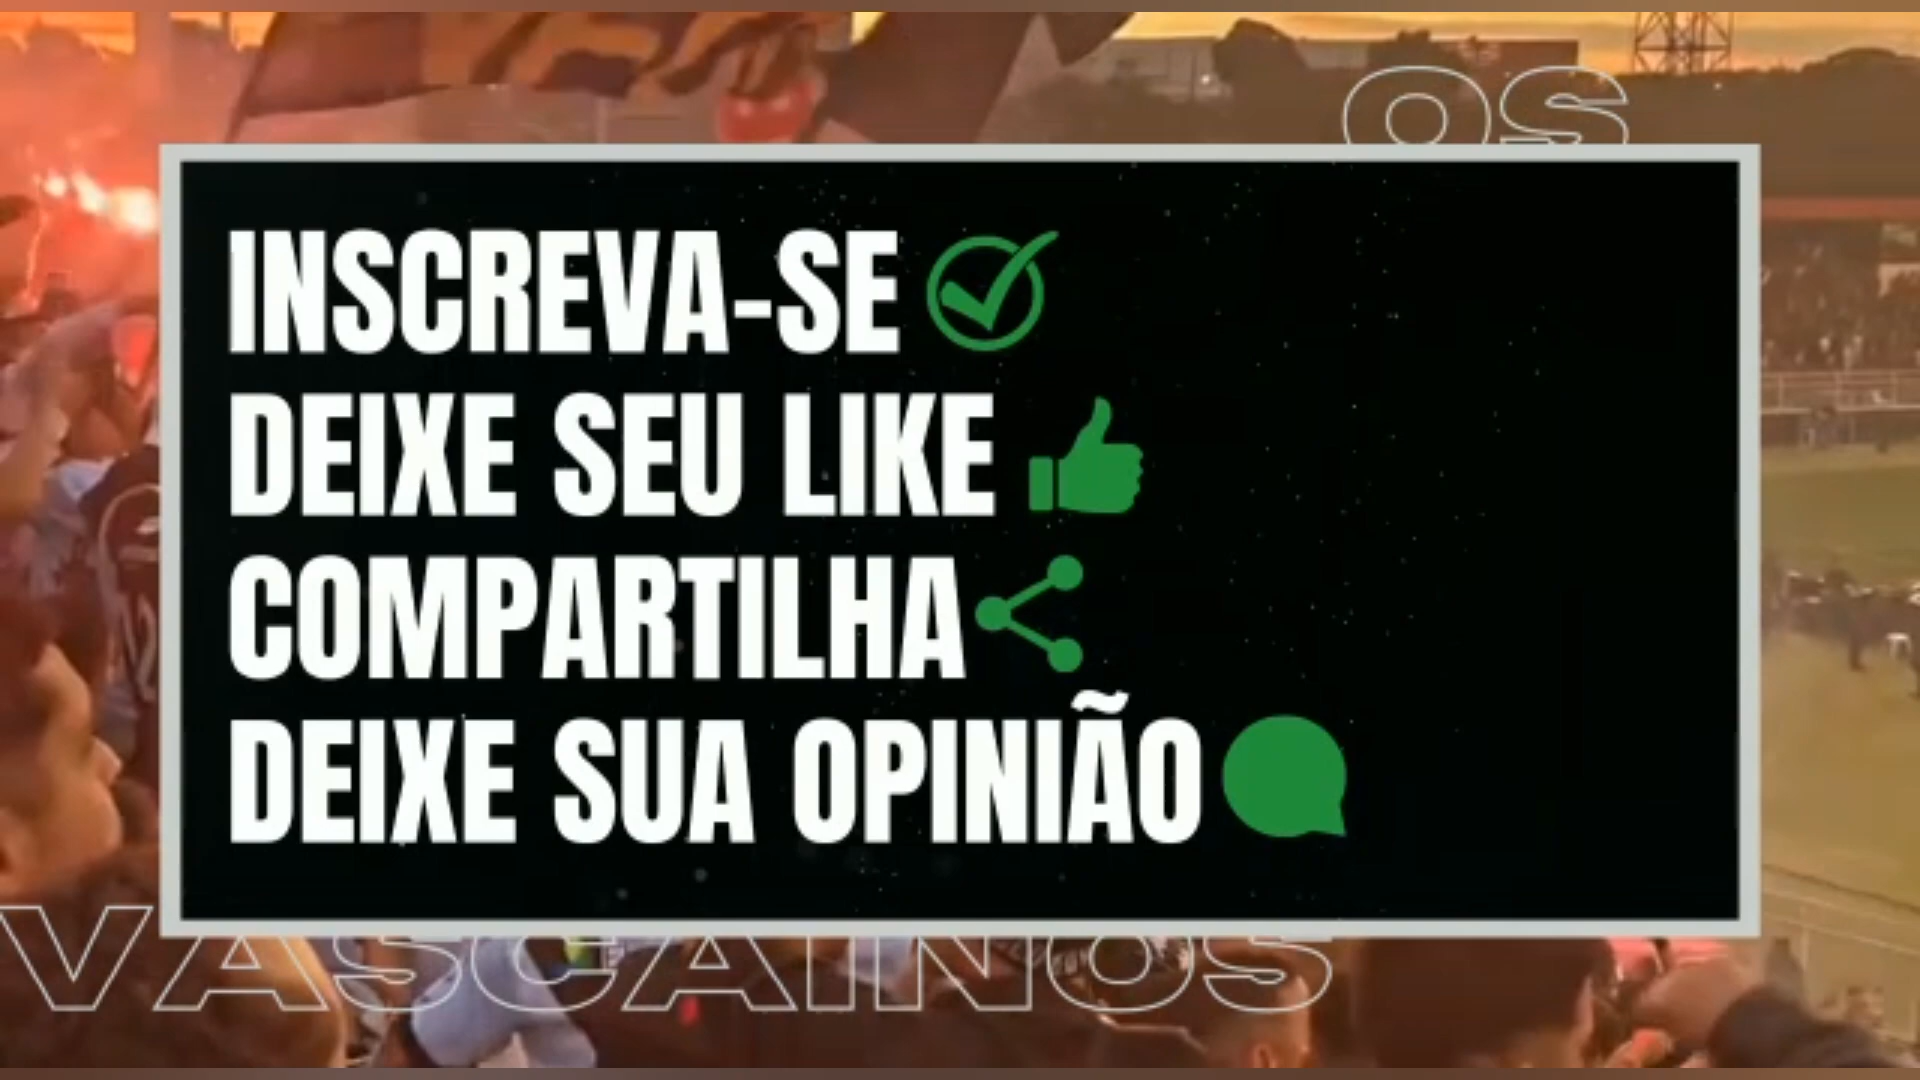 OS
INSCREVA-SE
DEIXE SEU LIKE
COMPARTILHA
DEIXE SUA OPINIÃO
VASCAINOS